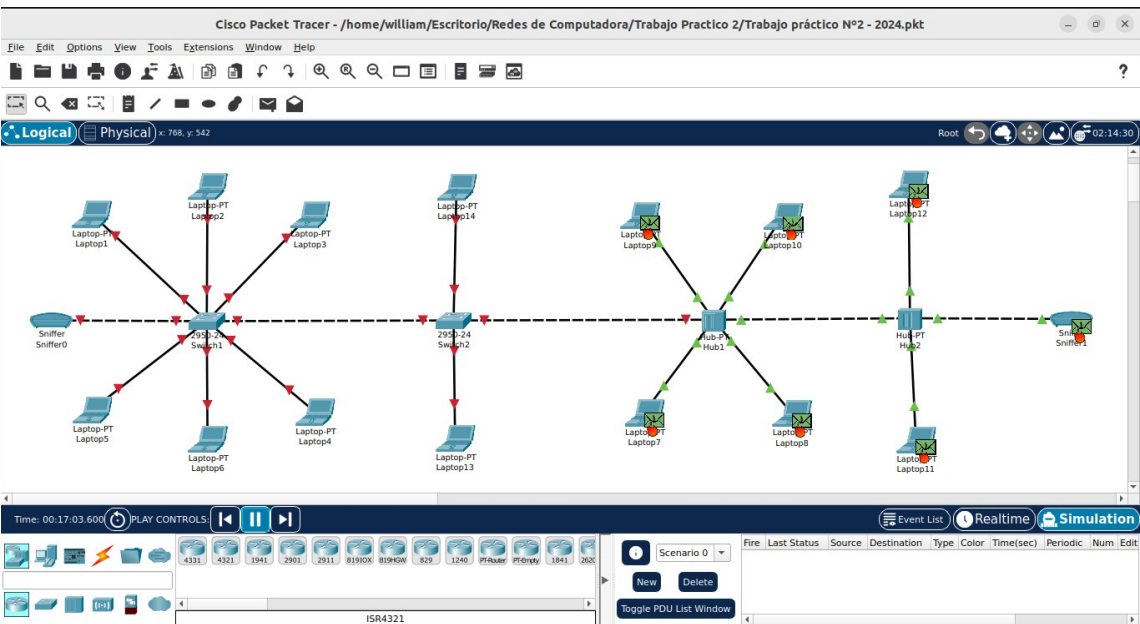 Cisco Packet Tracer - /home/william/Escritorio/Redes de Computadora/Trabajo Practico 2/Trabajo práctico Nº2 - 2024.pkt
File Edit Options View Tools Extensions Window Help
Logical Physical x: 768, y: 542 Root 02:14:30
Laptop-PT
Laptop1
Laptop-PT
Laptop2
Laptop-PT
Laptop3
Laptop-PT
Laptop14
Laptop9
Laptop10
Laptop12
Sniffer
Sniffer0
2950-24
Switch1
2950-24
Switch2
Hub-PT
Hub1
Hub-PT
Hub2
Sniffer1
Laptop-PT
Laptop5
Laptop-PT
Laptop6
Laptop-PT
Laptop4
Laptop-PT
Laptop13
Laptop7
Laptop8
Laptop11
Time: 00:17:03.600 PLAY CONTROLS: Event List Realtime Simulation
4331 4321 1941 2901 2911 819IOX 819HGW 829 1240 PT-Router PT-Empty 1841
ISR4321
Scenario 0
New Delete
Toggle PDU List Window
Fire Last Status Source Destination Type Color Time(sec) Periodic Num Edit